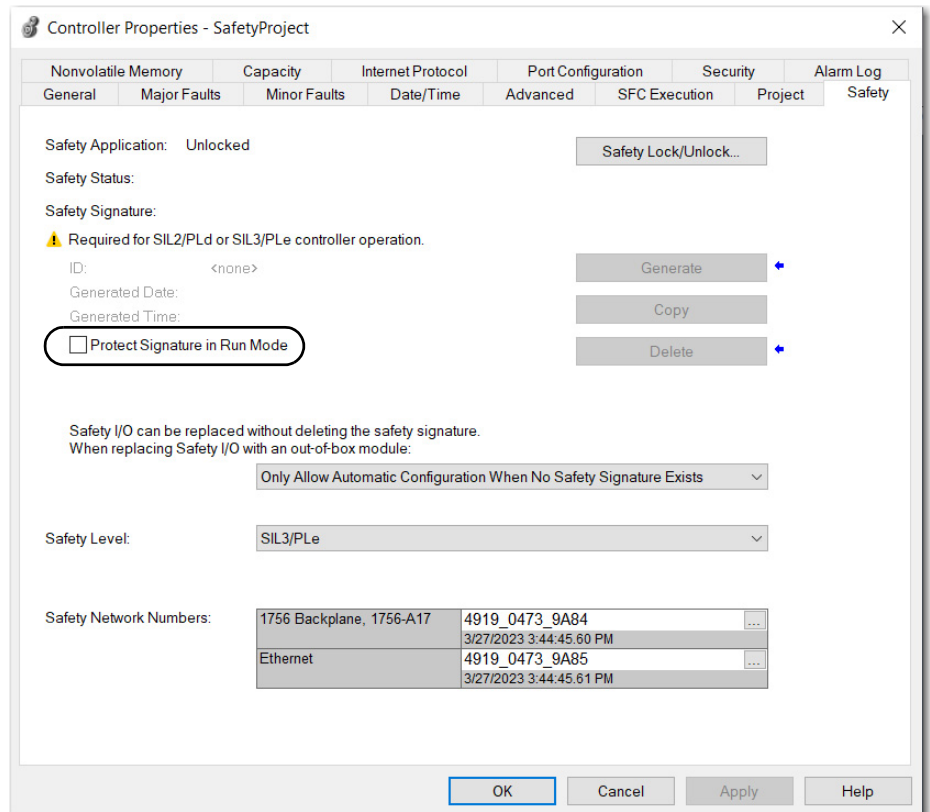 Controller Properties - SafetyProject
Nonvolatile Memory Capacity Internet Protocol Port Configuration Security Alarm Log
General Major Faults Minor Faults Date/Time Advanced SFC Execution Project Safety
Safety Application: Unlocked Safety Lock/Unlock...
Safety Status:
Safety Signature:
Required for SIL2/PLd or SIL3/PLe controller operation.
ID: <none> Generate
Generated Date:
Generated Time: Copy
Protect Signature in Run Mode Delete
Safety I/O can be replaced without deleting the safety signature.
When replacing Safety I/O with an out-of-box module:
Only Allow Automatic Configuration When No Safety Signature Exists
Safety Level: SIL3/PLe
Safety Network Numbers: 1756 Backplane, 1756-A17 4919_0473_9A84 ...
3/27/2023 3:44:45.60 PM
Ethernet 4919_0473_9A85 ...
3/27/2023 3:44:45.61 PM
OK Cancel Apply Help